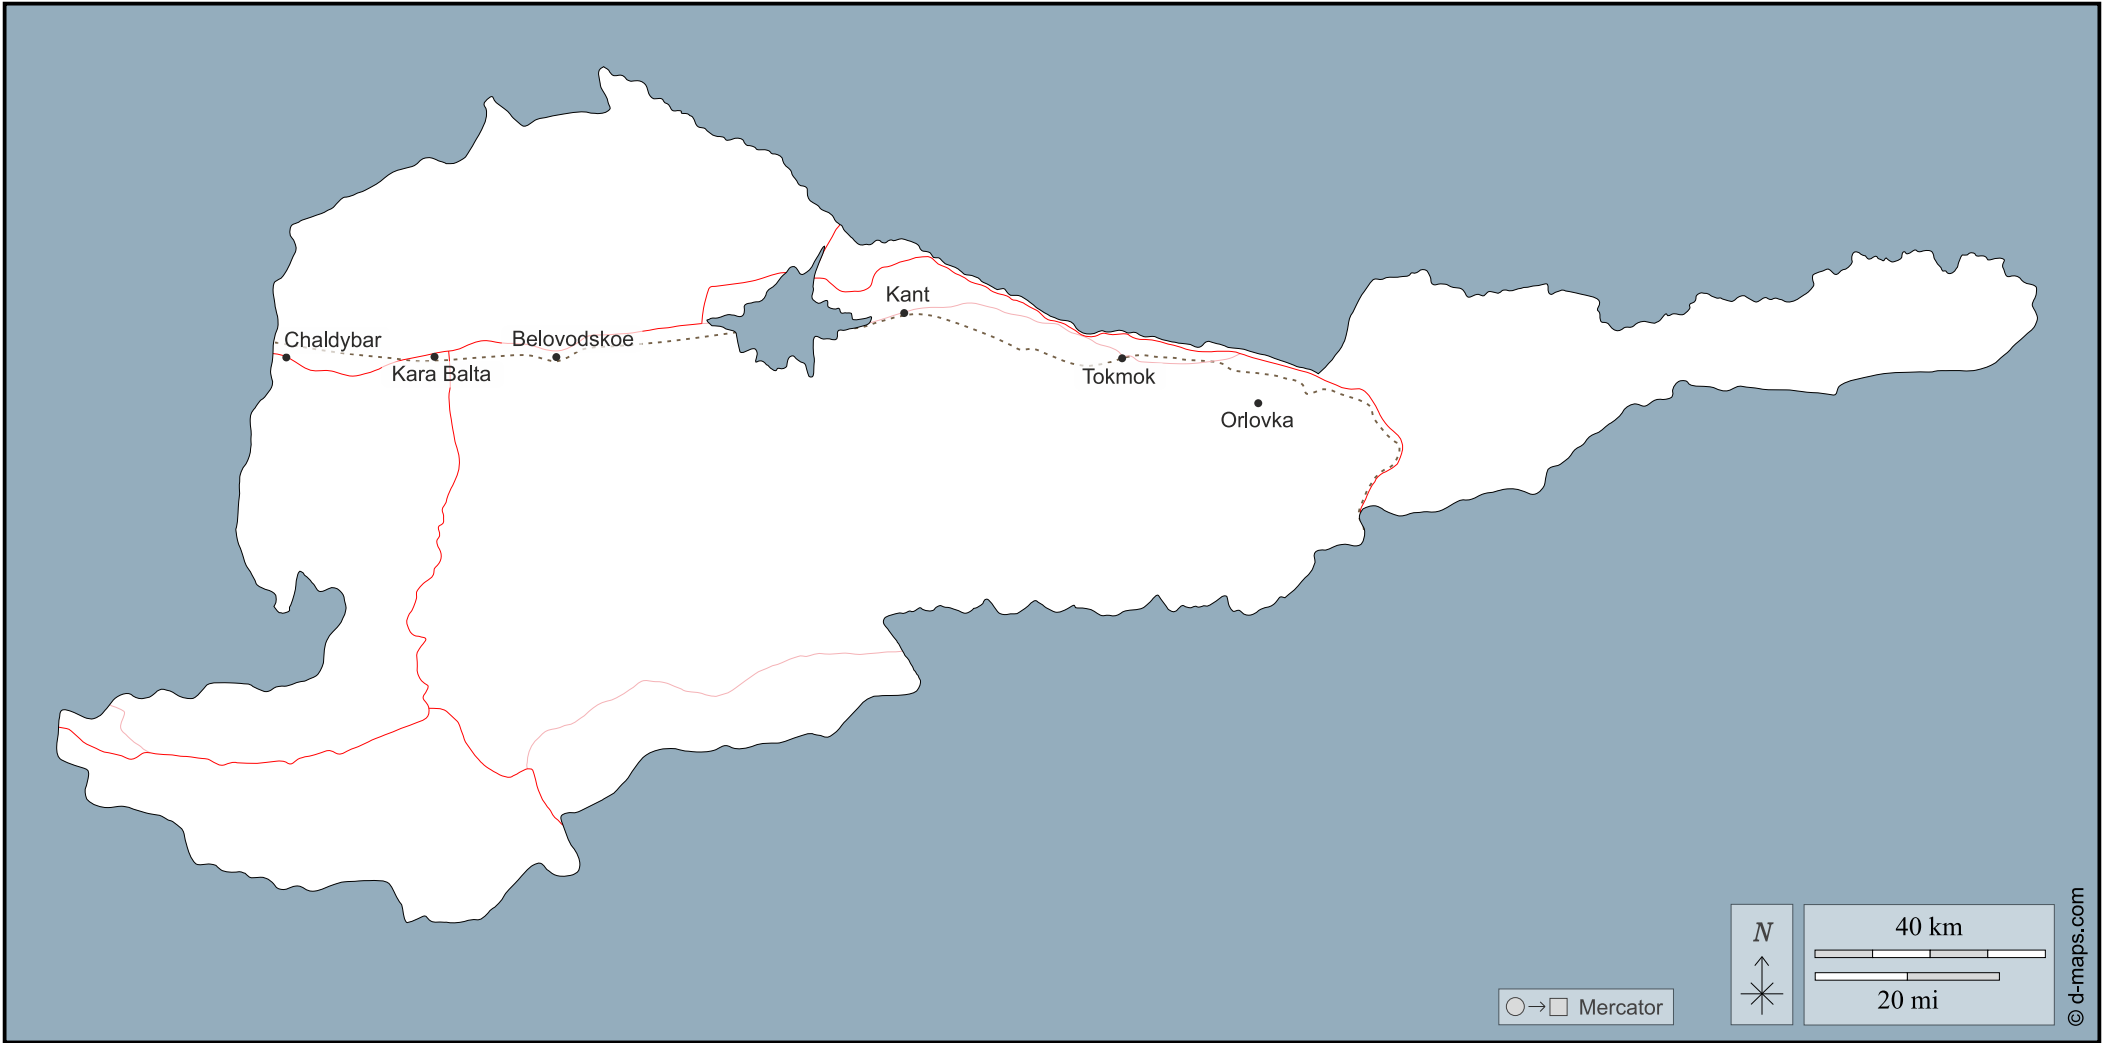 Kant
Chaldybar
Belovodskoe
Kara Balta
Tokmok
Orlovka
N
40 km
20 mi
Mercator
© d-maps.com